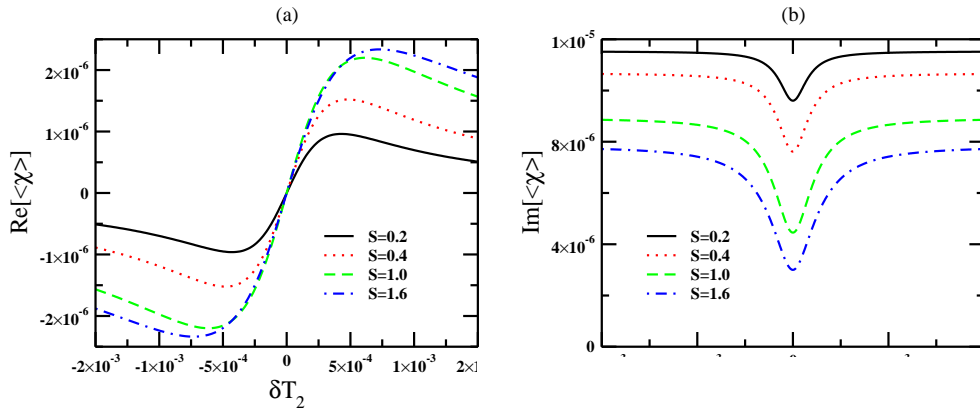 (a)
(b)
Re[<χ>]
2×10⁻⁶
1×10⁻⁶
0
-1×10⁻⁶
-2×10⁻⁶
S=0.2
S=0.4
S=1.0
S=1.6
-2×10⁻³ -1×10⁻³ -5×10⁻⁴ 0 5×10⁻⁴ 1×10⁻³
δT₂
Im[<χ>]
1×10⁻⁵
8×10⁻⁶
4×10⁻⁶
0
S=0.2
S=0.4
S=1.0
S=1.6